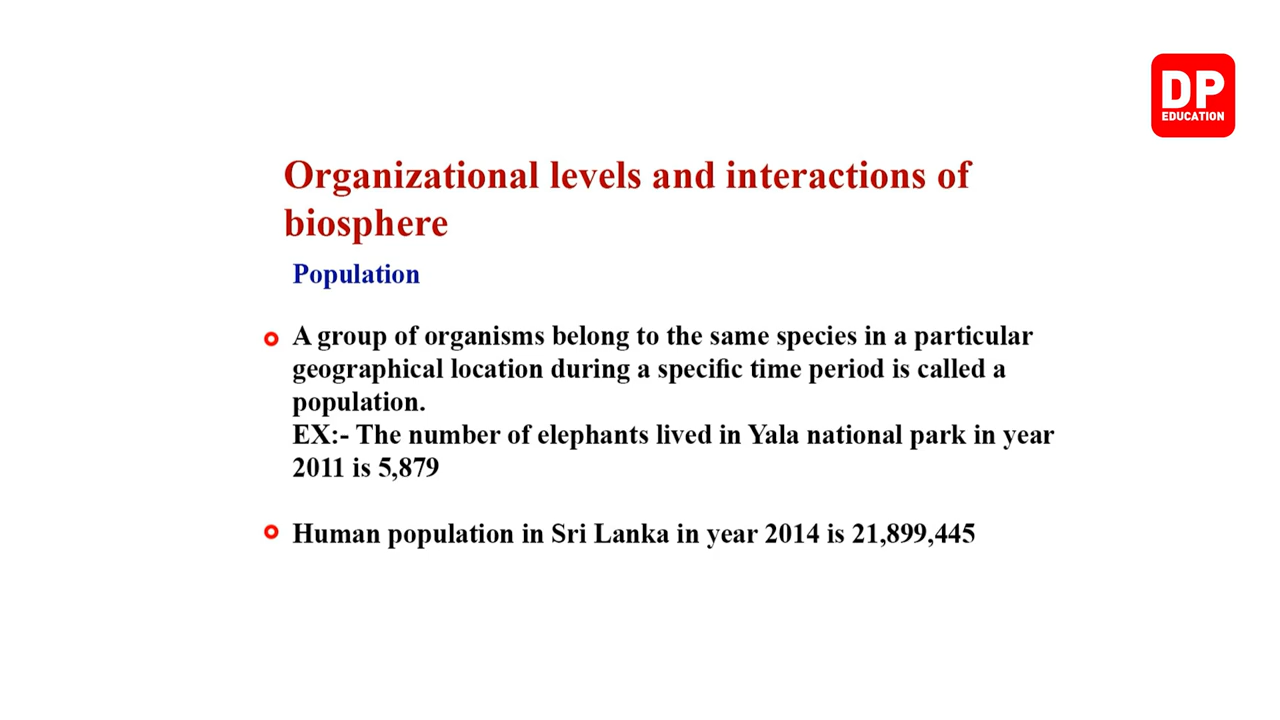 DP
EDUCATION
Organizational levels and interactions of
biosphere
Population
A group of organisms belong to the same species in a particular
geographical location during a specific time period is called a
population.
EX:- The number of elephants lived in Yala national park in year
2011 is 5,879
Human population in Sri Lanka in year 2014 is 21,899,445